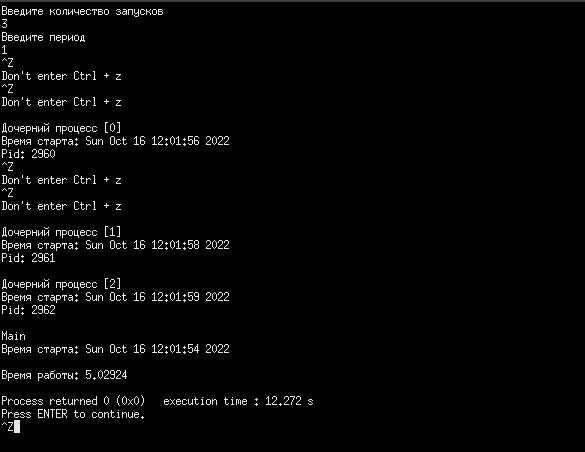 Введите количество запусков
3
Введите период
1
^Z
Don't enter Ctrl + z
^Z
Don't enter Ctrl + z
Дочерний процесс [0]
Время старта: Sun Oct 16 12:01:56 2022
Pid: 2960
^Z
Don't enter Ctrl + z
^Z
Don't enter Ctrl + z
Дочерний процесс [1]
Время старта: Sun Oct 16 12:01:58 2022
Pid: 2961
Дочерний процесс [2]
Время старта: Sun Oct 16 12:01:59 2022
Pid: 2962
Main
Время старта: Sun Oct 16 12:01:54 2022
Время работы: 5.02924
Process returned 0 (0x0)   execution time : 12.272 s
Press ENTER to continue.
^Z